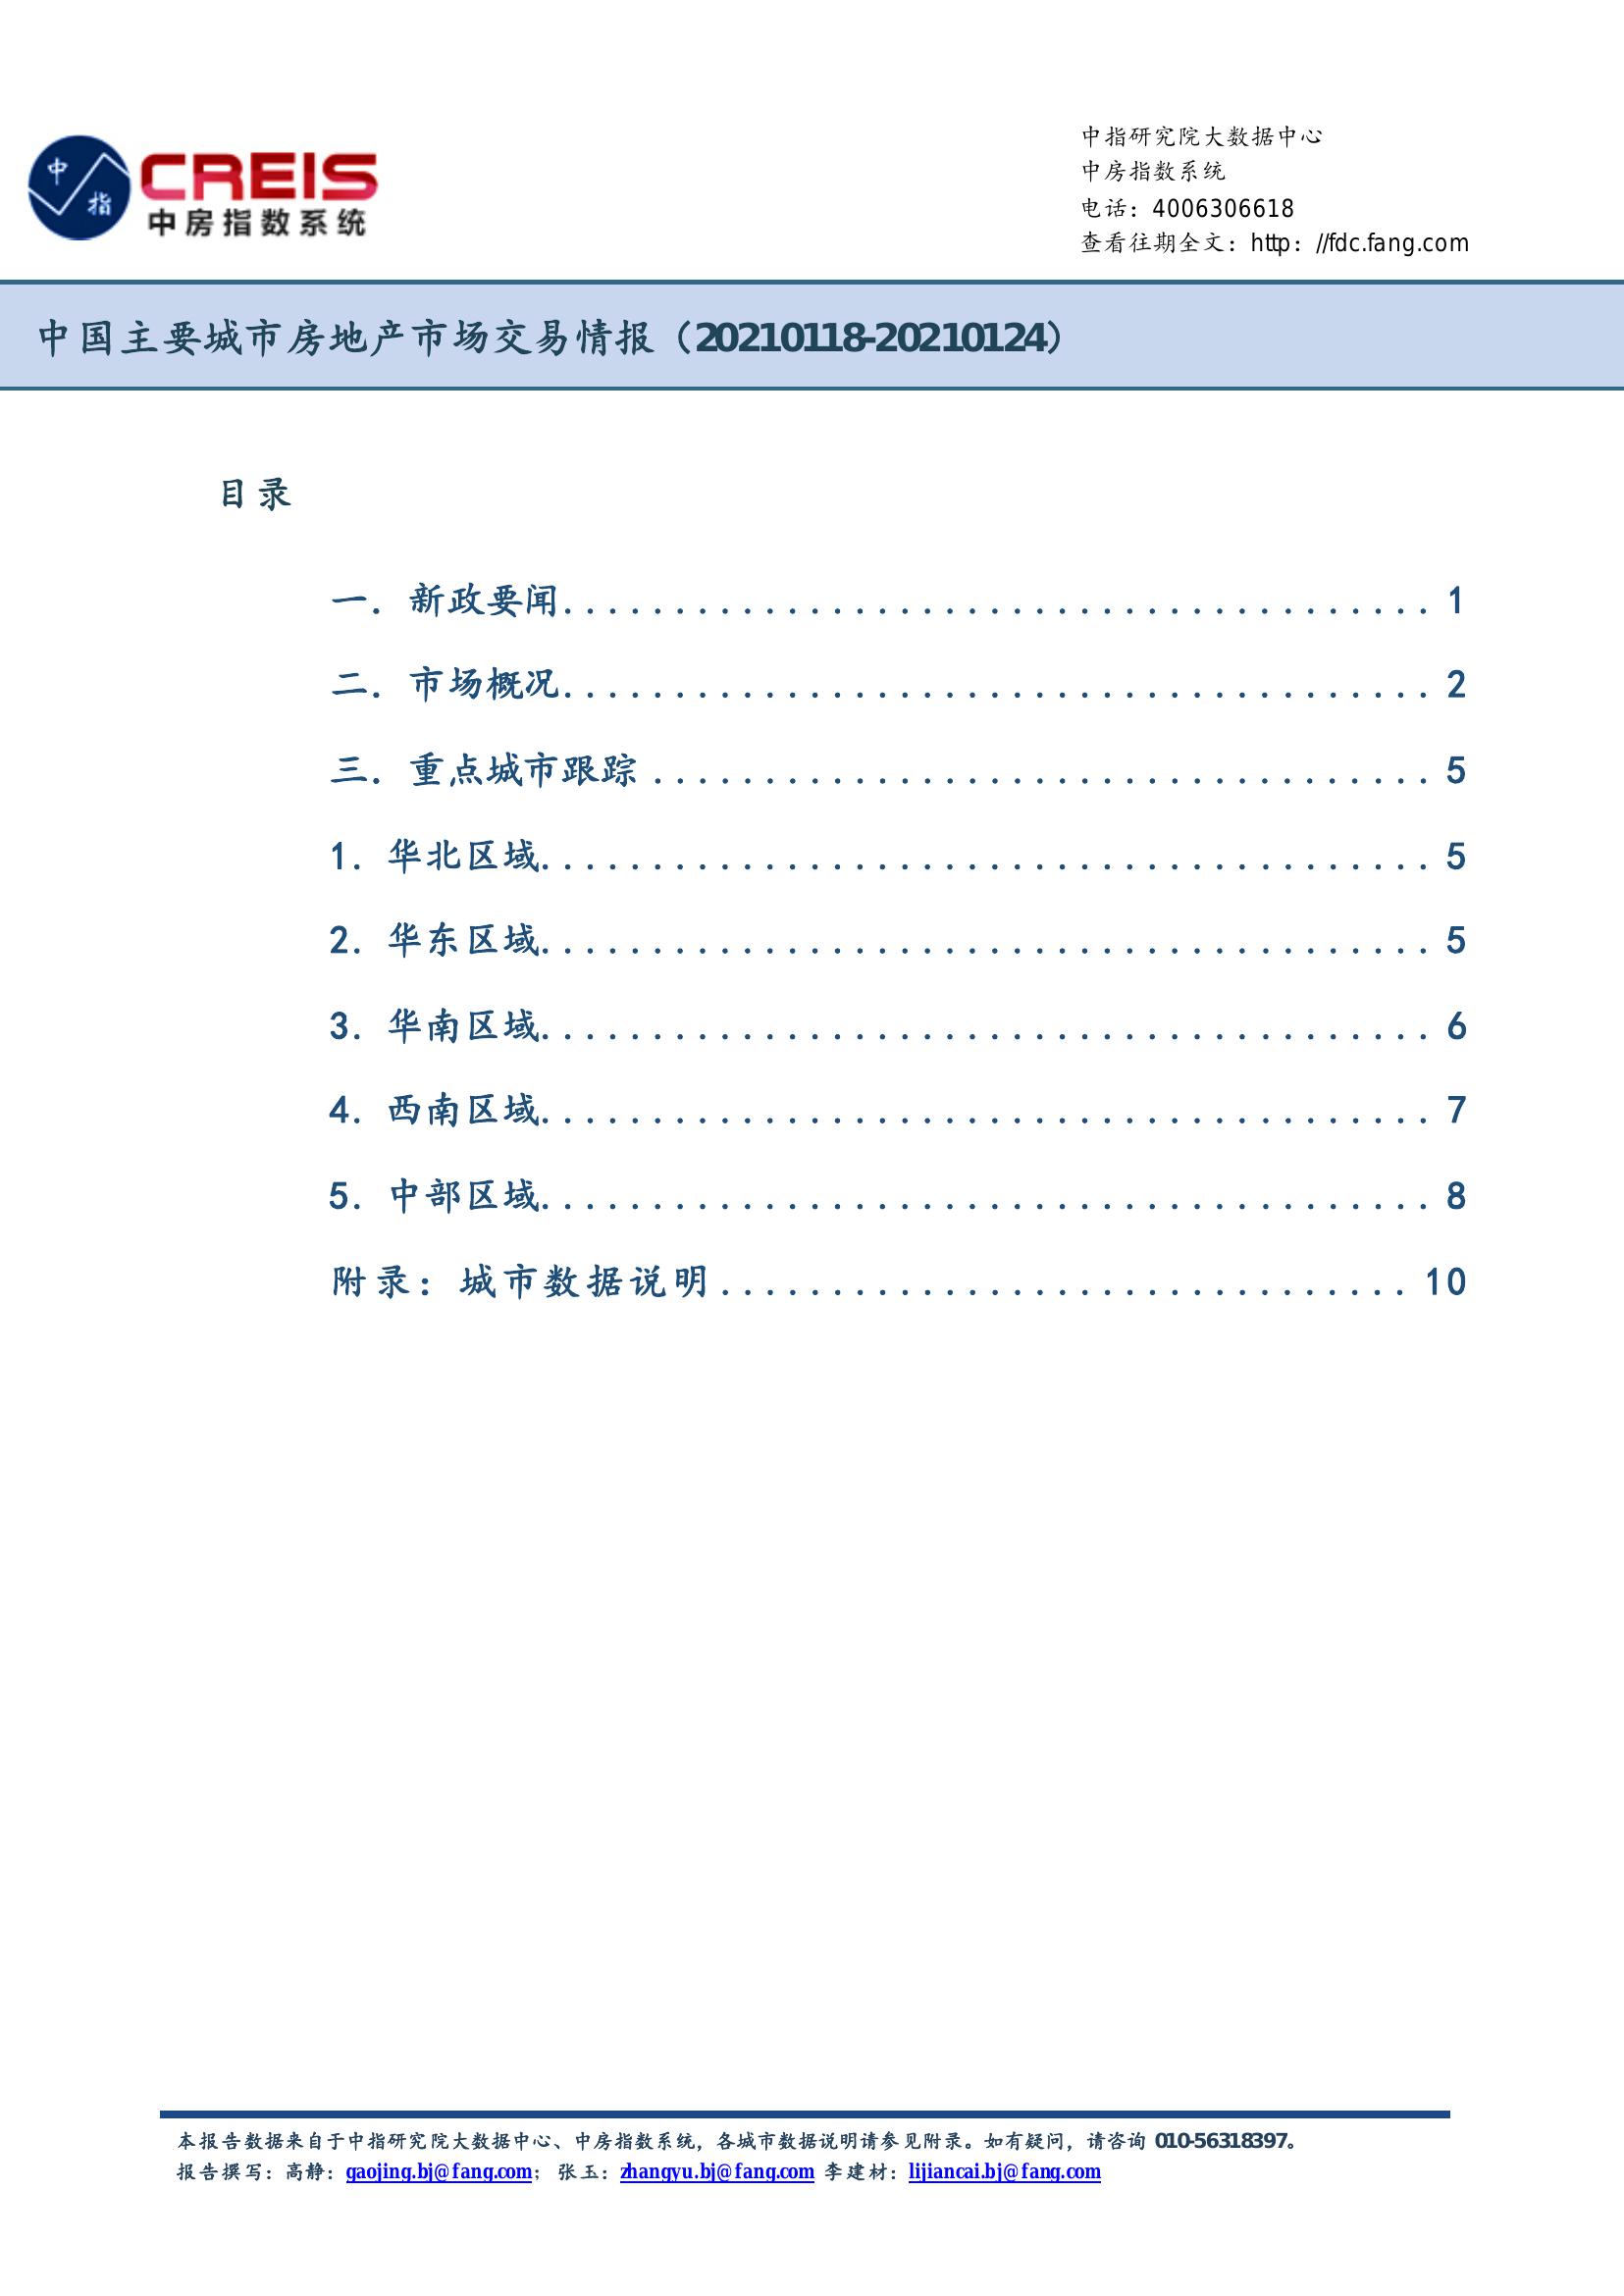 中指
CREIS
中房指数系统
中指研究院大数据中心
中房指数系统
电话：4006306618
查看往期全文：http：//fdc.fang.com
中国主要城市房地产市场交易情报（20210118-20210124）
目录
一. 新政要闻....................................... 1
二. 市场概况....................................... 2
三. 重点城市跟踪................................... 5
1. 华北区域........................................ 5
2. 华东区域........................................ 5
3. 华南区域........................................ 6
4. 西南区域........................................ 7
5. 中部区域........................................ 8
附录：城市数据说明............................... 10
本报告数据来自于中指研究院大数据中心、中房指数系统，各城市数据说明请参见附录。如有疑问，请咨询 010-56318397。
报告撰写：高静：gaojing.bj@fang.com； 张玉：zhangyu.bj@fang.com 李建材：lijiancai.bj@fang.com